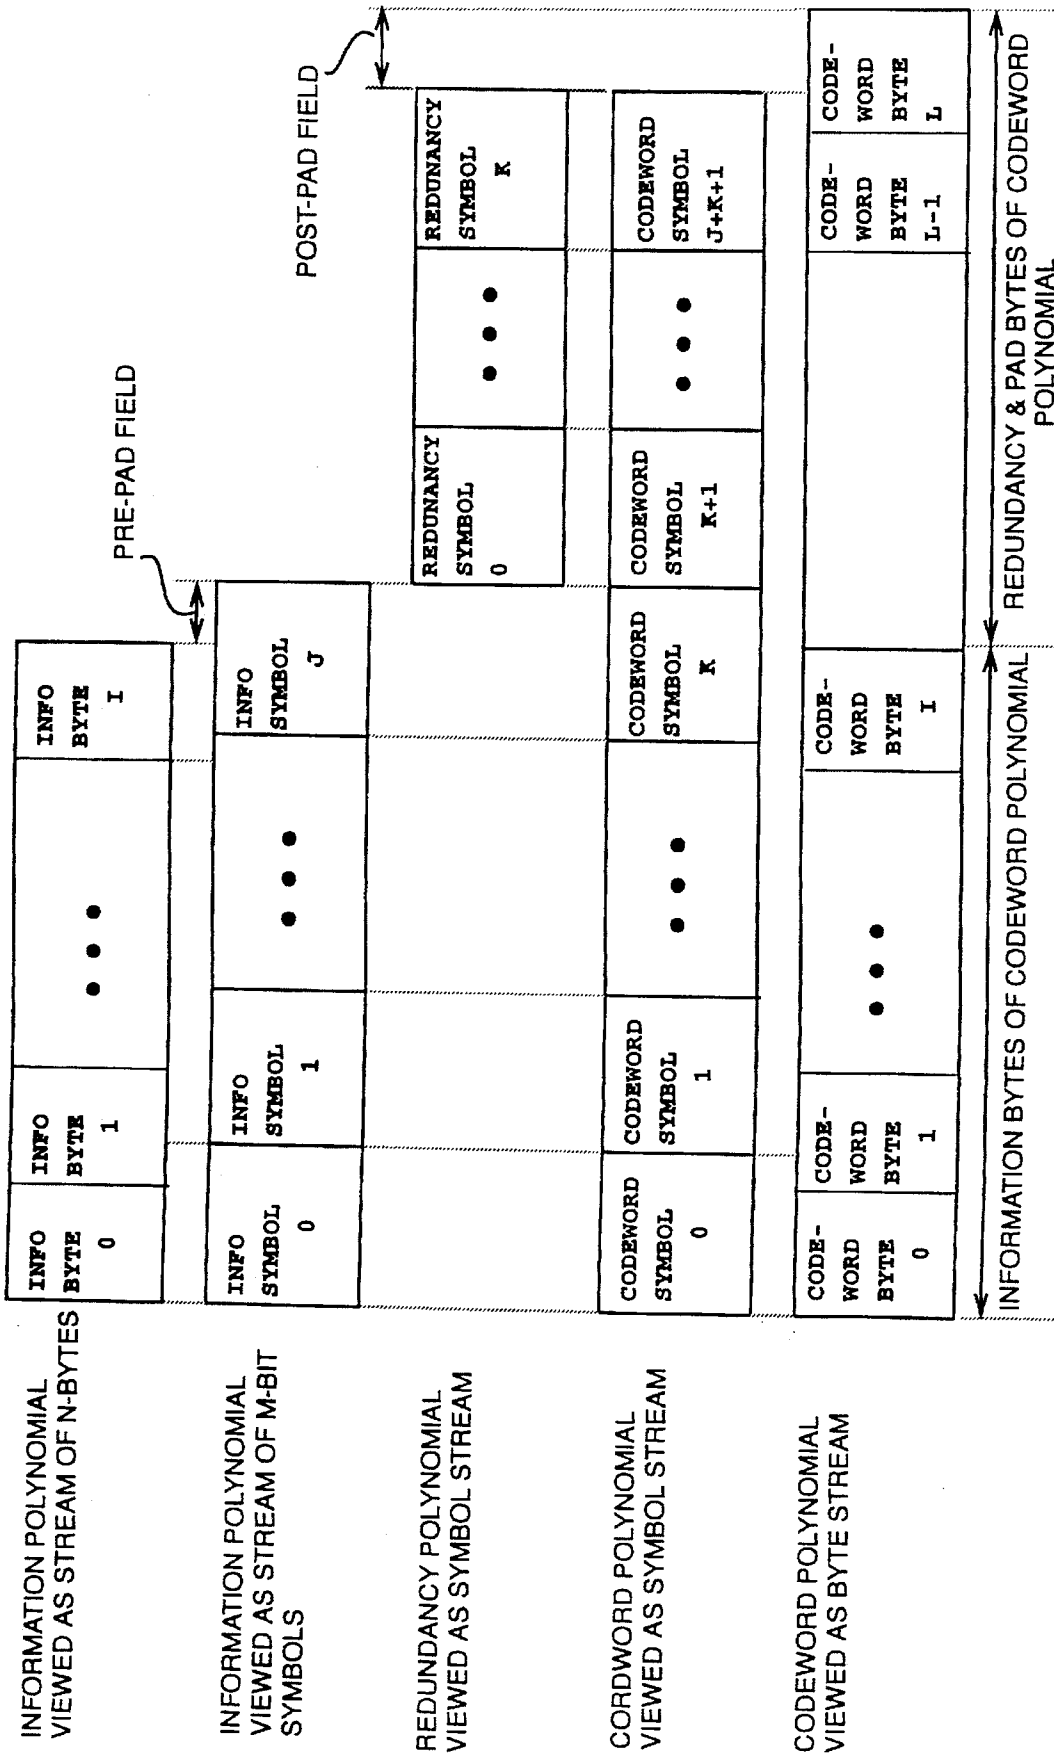 INFORMATION POLYNOMIAL
VIEWED AS STREAM OF N-BYTES
INFO
BYTE
0
INFO
BYTE
1
INFO
BYTE
I
PRE-PAD FIELD
INFORMATION POLYNOMIAL
VIEWED AS STREAM OF M-BIT
SYMBOLS
INFO
SYMBOL
0
INFO
SYMBOL
1
INFO
SYMBOL
J
POST-PAD FIELD
REDUNDANCY POLYNOMIAL
VIEWED AS SYMBOL STREAM
REDUNANCY
SYMBOL
0
REDUNANCY
SYMBOL
K
CORDWORD POLYNOMIAL
VIEWED AS SYMBOL STREAM
CODEWORD
SYMBOL
0
CODEWORD
SYMBOL
1
CODEWORD
SYMBOL
K
CODEWORD
SYMBOL
K+1
CODEWORD
SYMBOL
J+K+1
CODEWORD POLYNOMIAL
VIEWED AS BYTE STREAM
CODE-
WORD
BYTE
0
CODE-
WORD
BYTE
1
CODE-
WORD
BYTE
I
CODE-
WORD
BYTE
L-1
CODE-
WORD
BYTE
L
INFORMATION BYTES OF CODEWORD POLYNOMIAL
REDUNDANCY & PAD BYTES OF CODEWORD
POLYNOMIAL